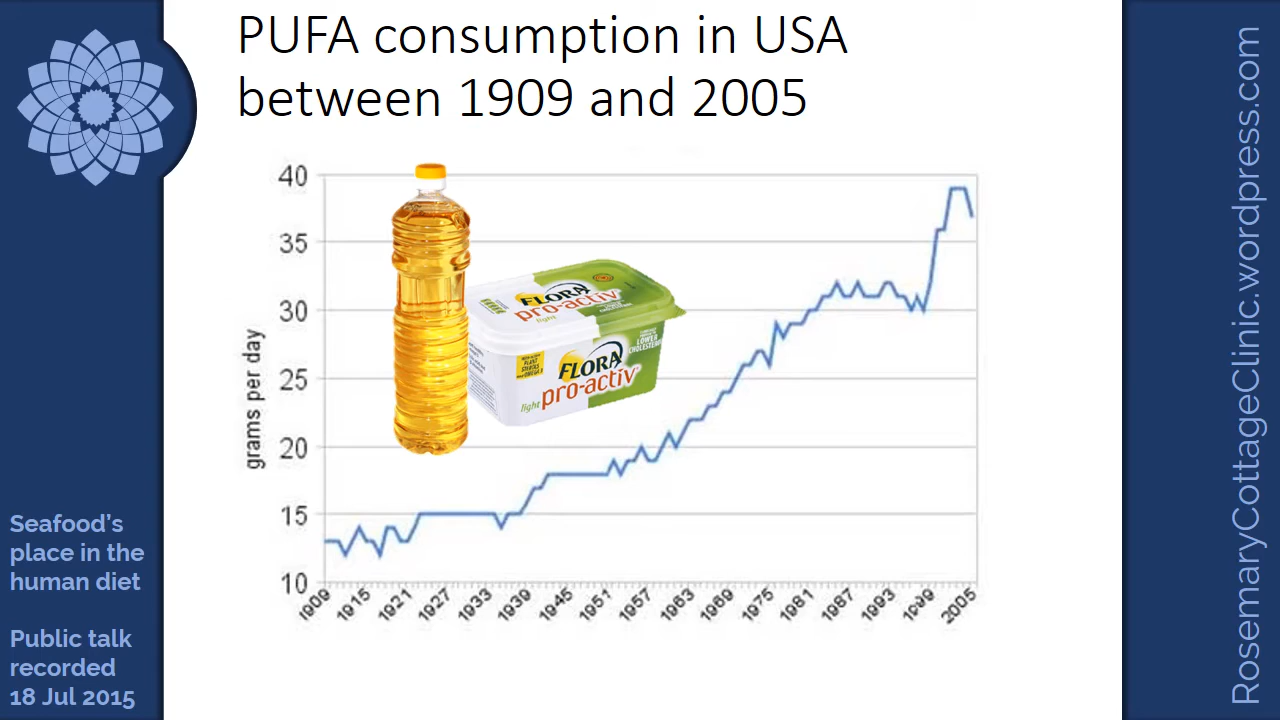 PUFA consumption in USA
between 1909 and 2005
40
35
30
25
20
15
10
grams per day
1909
1915
1921
1927
1933
1939
1945
1951
1957
1963
1969
1975
1981
1987
1993
1999
2005
FLORA
pro-activ
light
FLORA
pro-activ
light
LOWER
CHOLESTEROL
Seafood’s
place in the
human diet
Public talk
recorded
18 Jul 2015
RosemaryCottageClinic.wordpress.com